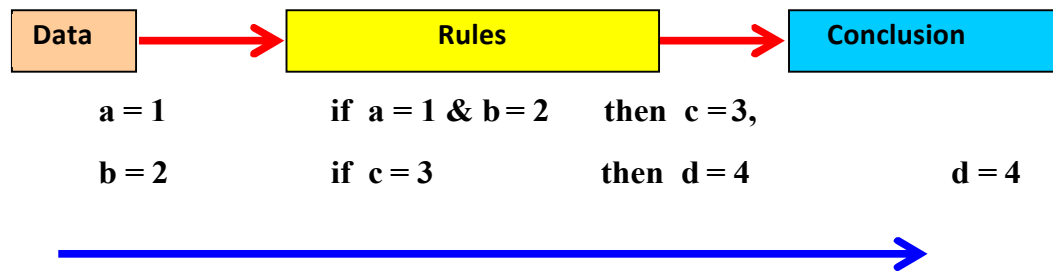 Data Rules Conclusion
a = 1 if a = 1 & b = 2 then c = 3,
b = 2 if c = 3 then d = 4 d = 4